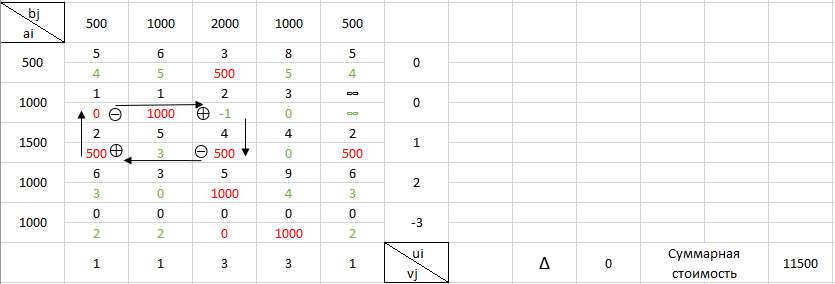 bj
ai 500 1000 2000 1000 500
5 6 3 8 5
500 0
4 5 500 5 4
1 1 2 3 ∞
1000 0
0 ⊖ 1000 ⊕ -1 0 ∞
2 5 4 4 2
1500 1
500 ⊕ 3 ⊖ 500 0 500
6 3 5 9 6
1000 2
3 0 1000 4 3
0 0 0 0 0
1000 -3
2 2 0 1000 2
1 1 3 3 1 ui
vj
Δ 0 Суммарная
стоимость 11500